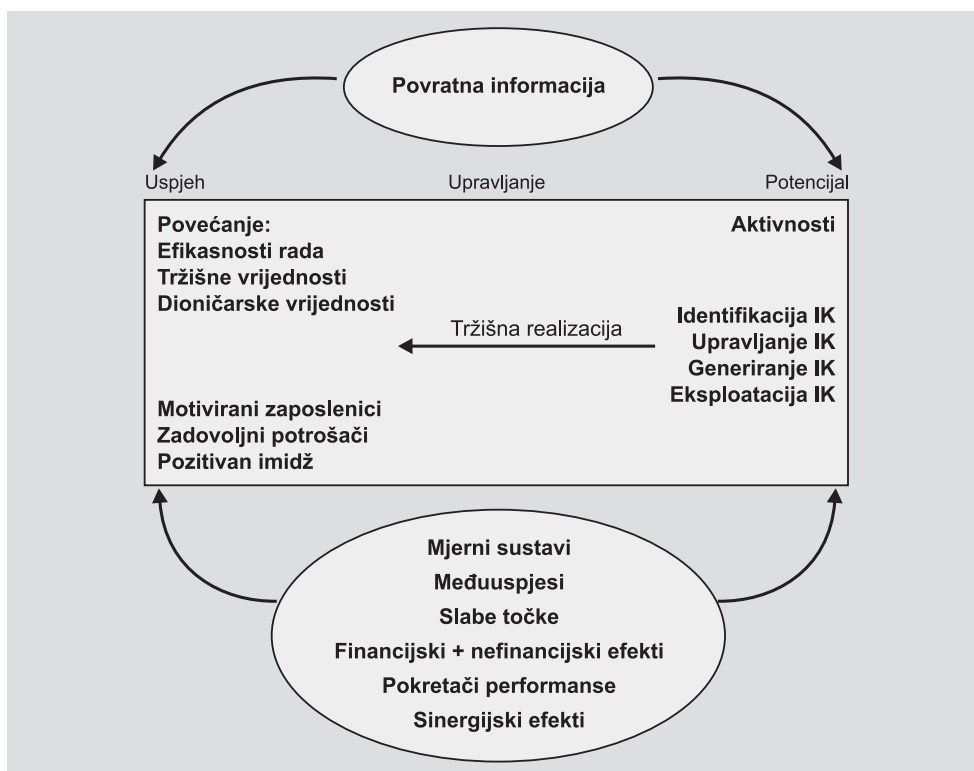 Povratna informacija
Uspjeh
Upravljanje
Potencijal
Povećanje:
Efikasnosti rada
Tržišne vrijednosti
Dioničarske vrijednosti
Motivirani zaposlenici
Zadovoljni potrošači
Pozitivan imidž
Tržišna realizacija
Aktivnosti
Identifikacija IK
Upravljanje IK
Generiranje IK
Eksploatacija IK
Mjerni sustavi
Međuuspjesi
Slabe točke
Financijski + nefinancijski efekti
Pokretači performanse
Sinergijski efekti